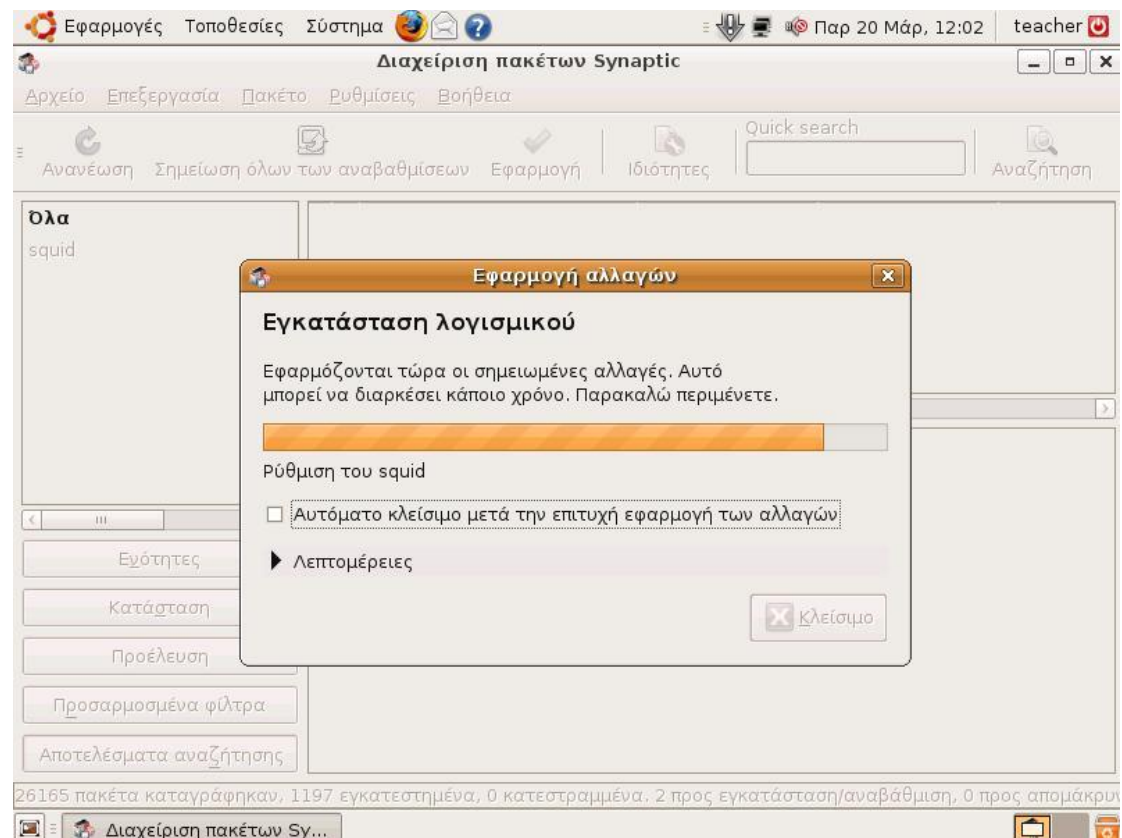 Εφαρμογές Τοποθεσίες Σύστημα Παρ 20 Μάρ, 12:02 teacher
Διαχείριση πακέτων Synaptic
Αρχείο Επεξεργασία Πακέτο Ρυθμίσεις Βοήθεια
Quick search
Ανανέωση Σημείωση όλων των αναβαθμίσεων Εφαρμογή Ιδιότητες Αναζήτηση
Όλα
squid
Εφαρμογή αλλαγών
Εγκατάσταση λογισμικού
Εφαρμόζονται τώρα οι σημειωμένες αλλαγές. Αυτό
μπορεί να διαρκέσει κάποιο χρόνο. Παρακαλώ περιμένετε.
Ρύθμιση του squid
Αυτόματο κλείσιμο μετά την επιτυχή εφαρμογή των αλλαγών
Λεπτομέρειες
Κλείσιμο
Ενότητες
Κατάσταση
Προέλευση
Προσαρμοσμένα φίλτρα
Αποτελέσματα αναζήτησης
26165 πακέτα καταγράφηκαν, 1197 εγκατεστημένα, 0 κατεστραμμένα. 2 προς εγκατάσταση/αναβάθμιση, 0 προς απομάκρυν
Διαχείριση πακέτων Sy...